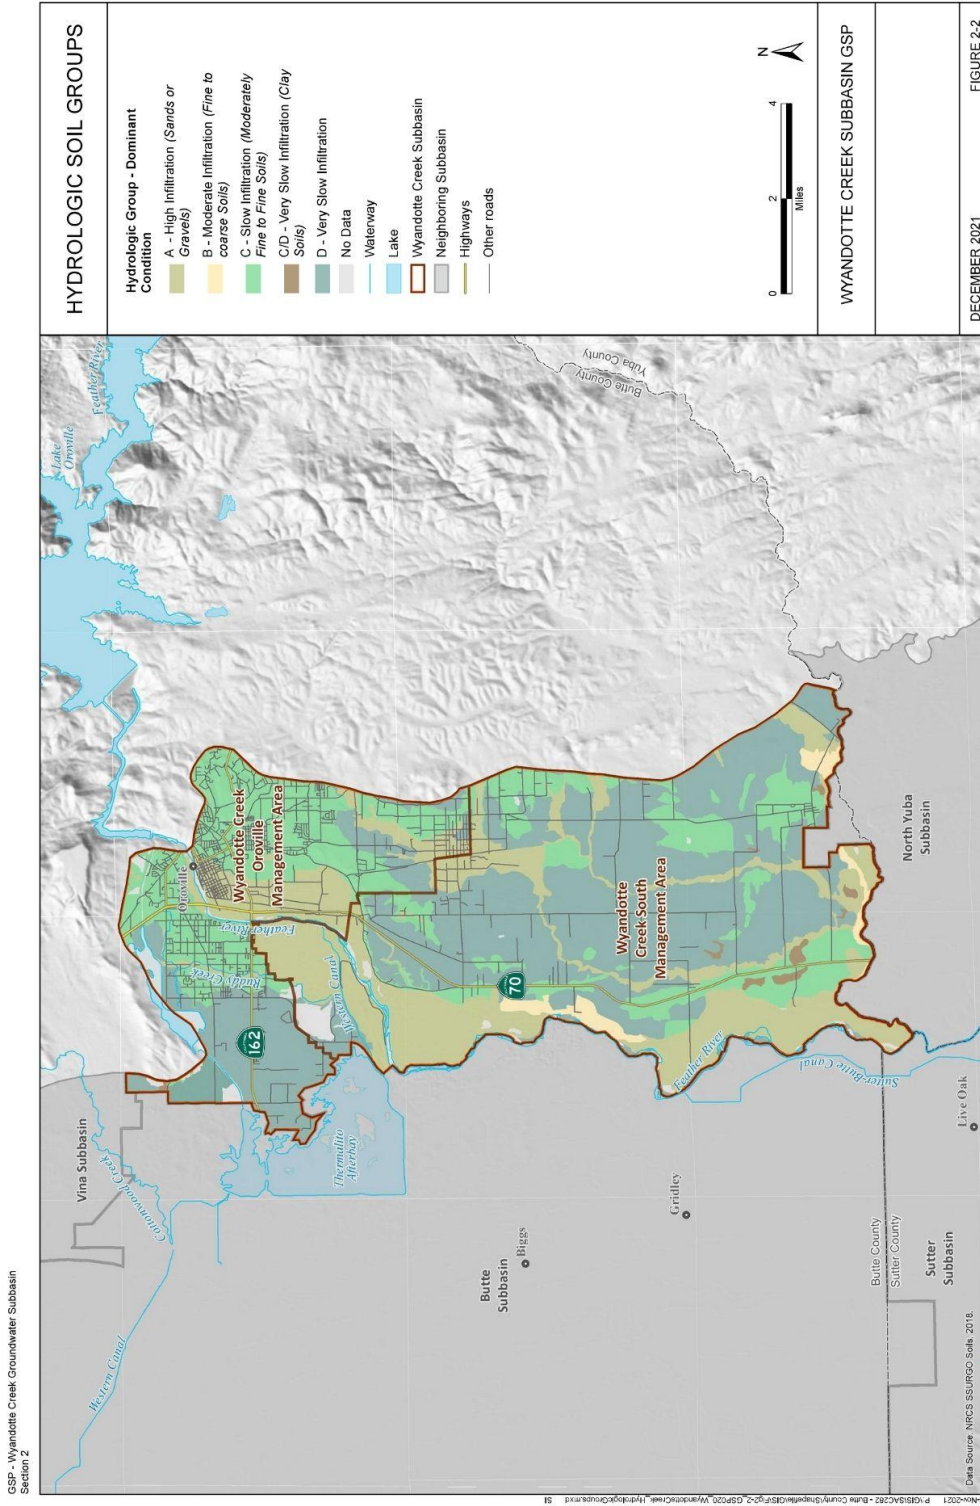 GSP - Wyandotte Creek Groundwater Subbasin
Section 2
HYDROLOGIC SOIL GROUPS
Hydrologic Group - Dominant
Condition
A - High Infiltration (Sands or
Gravels)
B - Moderate Infiltration (Fine to
coarse Soils)
C - Slow Infiltration (Moderately
Fine to Fine Soils)
C/D - Very Slow Infiltration (Clay
Soils)
D - Very Slow Infiltration
No Data
Waterway
Lake
Wyandotte Creek Subbasin
Neighboring Subbasin
Highways
Other roads
N
0
2
4
Miles
WYANDOTTE CREEK SUBBASIN GSP
DECEMBER 2021
FIGURE 2-2
Western Canal
Cottonwood Creek
Vina Subbasin
Lake
Oroville
Feather River
Oroville
Wyandotte Creek
Oroville
Management Area
Ruddy Creek
Feather River
162
Western Canal
Thermalito
Afterbay
Butte
Subbasin
Biggs
70
Wyandotte
Creek South
Management Area
Butte County
Yuba County
Gridley
Feather River
Sutter-Butte Canal
North Yuba
Subbasin
Butte County
Sutter County
Sutter
Subbasin
Live Oak
Data Source: NRCS SSURGO Soils, 2018.